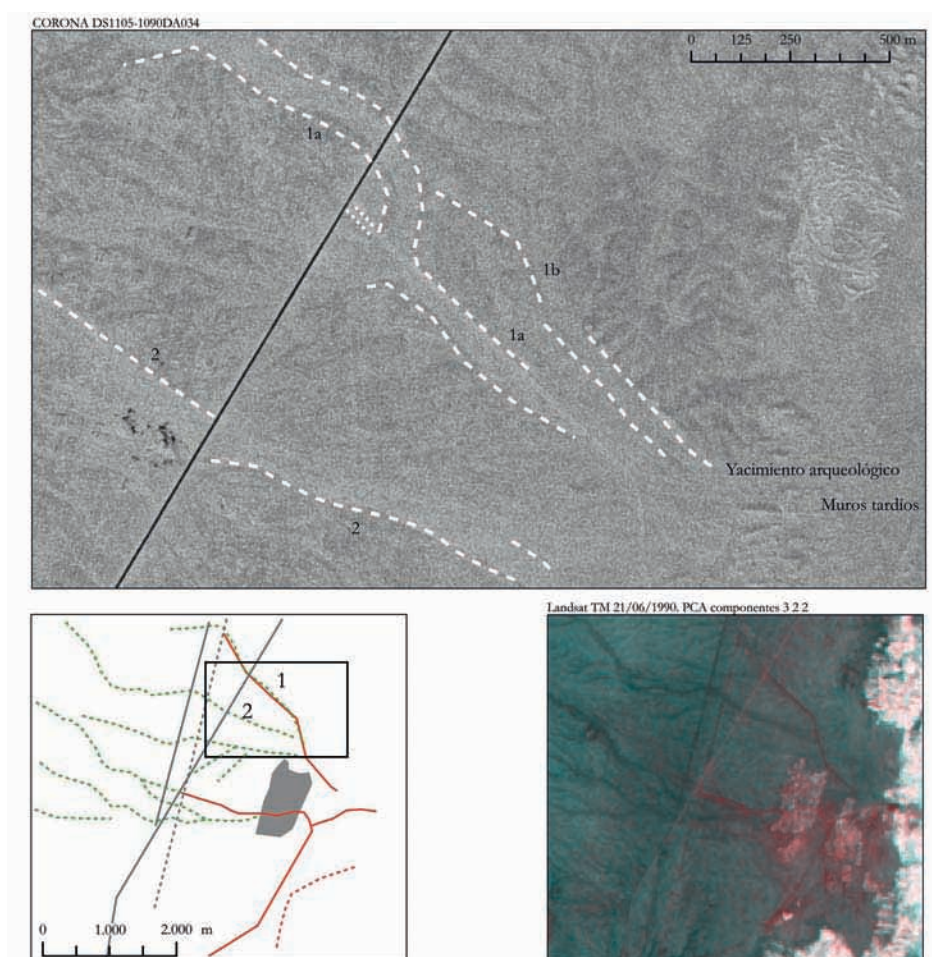 CORONA DS1105-1090DA034
0 125 250 500 m
1a
1b
1a
2
Yacimiento arqueológico
Muros tardíos
2
Landsat TM 21/06/1990. PCA componentes 3 2 2
1
2
0 1.000 2.000 m